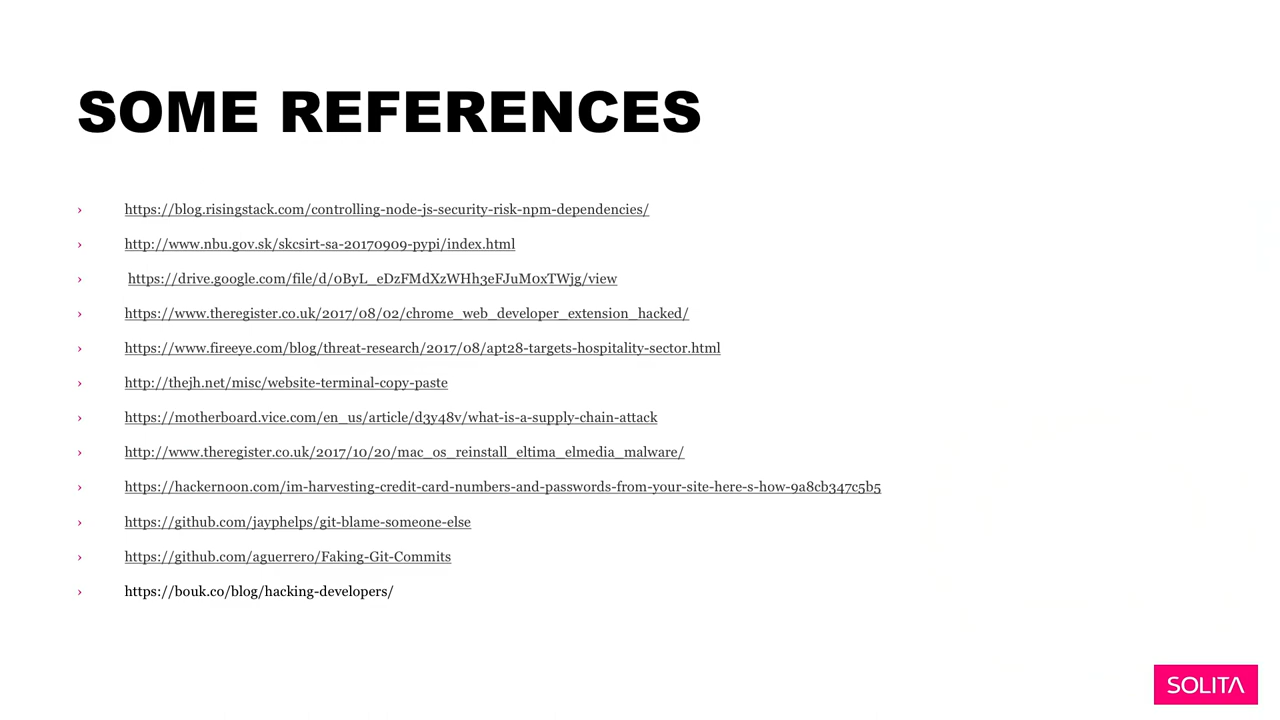 SOME REFERENCES
› https://blog.risingstack.com/controlling-node-js-security-risk-npm-dependencies/
› http://www.nbu.gov.sk/skcsirt-sa-20170909-pypi/index.html
› https://drive.google.com/file/d/0ByL_eDzFMdXzWHh3eFJuM0xTWjg/view
› https://www.theregister.co.uk/2017/08/02/chrome_web_developer_extension_hacked/
› https://www.fireeye.com/blog/threat-research/2017/08/apt28-targets-hospitality-sector.html
› http://thejh.net/misc/website-terminal-copy-paste
› https://motherboard.vice.com/en_us/article/d3y48v/what-is-a-supply-chain-attack
› http://www.theregister.co.uk/2017/10/20/mac_os_reinstall_eltima_elmedia_malware/
› https://hackernoon.com/im-harvesting-credit-card-numbers-and-passwords-from-your-site-here-s-how-9a8cb347c5b5
› https://github.com/jayphelps/git-blame-someone-else
› https://github.com/aguerrero/Faking-Git-Commits
› https://bouk.co/blog/hacking-developers/
SOLITA